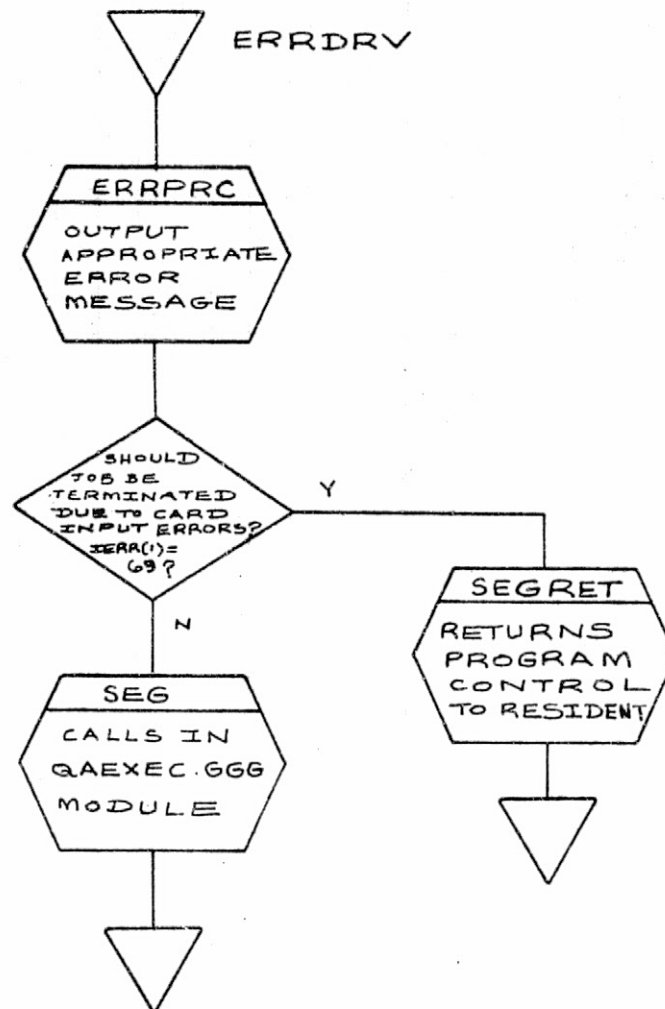 ERRDRV
ERRPRC
OUTPUT
APPROPRIATE
ERROR
MESSAGE
SHOULD
JOB BE
TERMINATED
DUE TO CARD
INPUT ERRORS?
IERR(1)=
69?
Y
N
SEGRET
RETURNS
PROGRAM
CONTROL
TO RESIDENT
SEG
CALLS IN
QAEXEC.GGG
MODULE